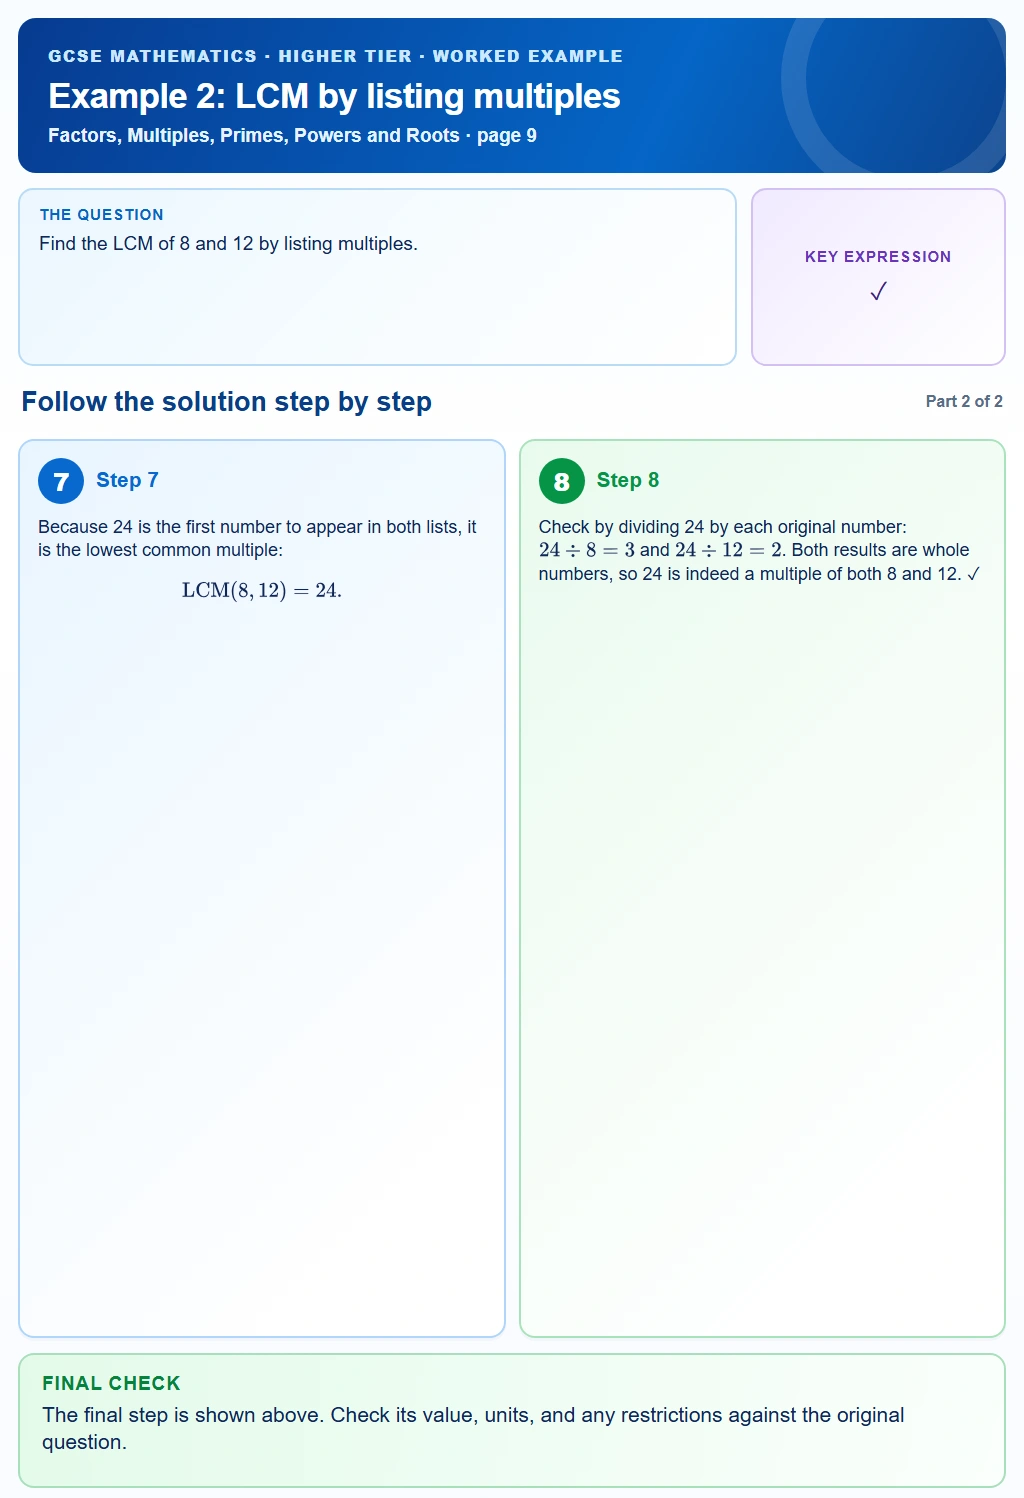 GCSE MATHEMATICS · HIGHER TIER · WORKED EXAMPLE
Example 2: LCM by listing multiples
Factors, Multiples, Primes, Powers and Roots · page 9
THE QUESTION
Find the LCM of 8 and 12 by listing multiples.
KEY EXPRESSION
✓
Follow the solution step by step
Part 2 of 2
7 Step 7
Because 24 is the first number to appear in both lists, it
is the lowest common multiple:
LCM(8, 12) = 24.
8 Step 8
Check by dividing 24 by each original number:
24 ÷ 8 = 3 and 24 ÷ 12 = 2. Both results are whole
numbers, so 24 is indeed a multiple of both 8 and 12. ✓
FINAL CHECK
The final step is shown above. Check its value, units, and any restrictions against the original
question.